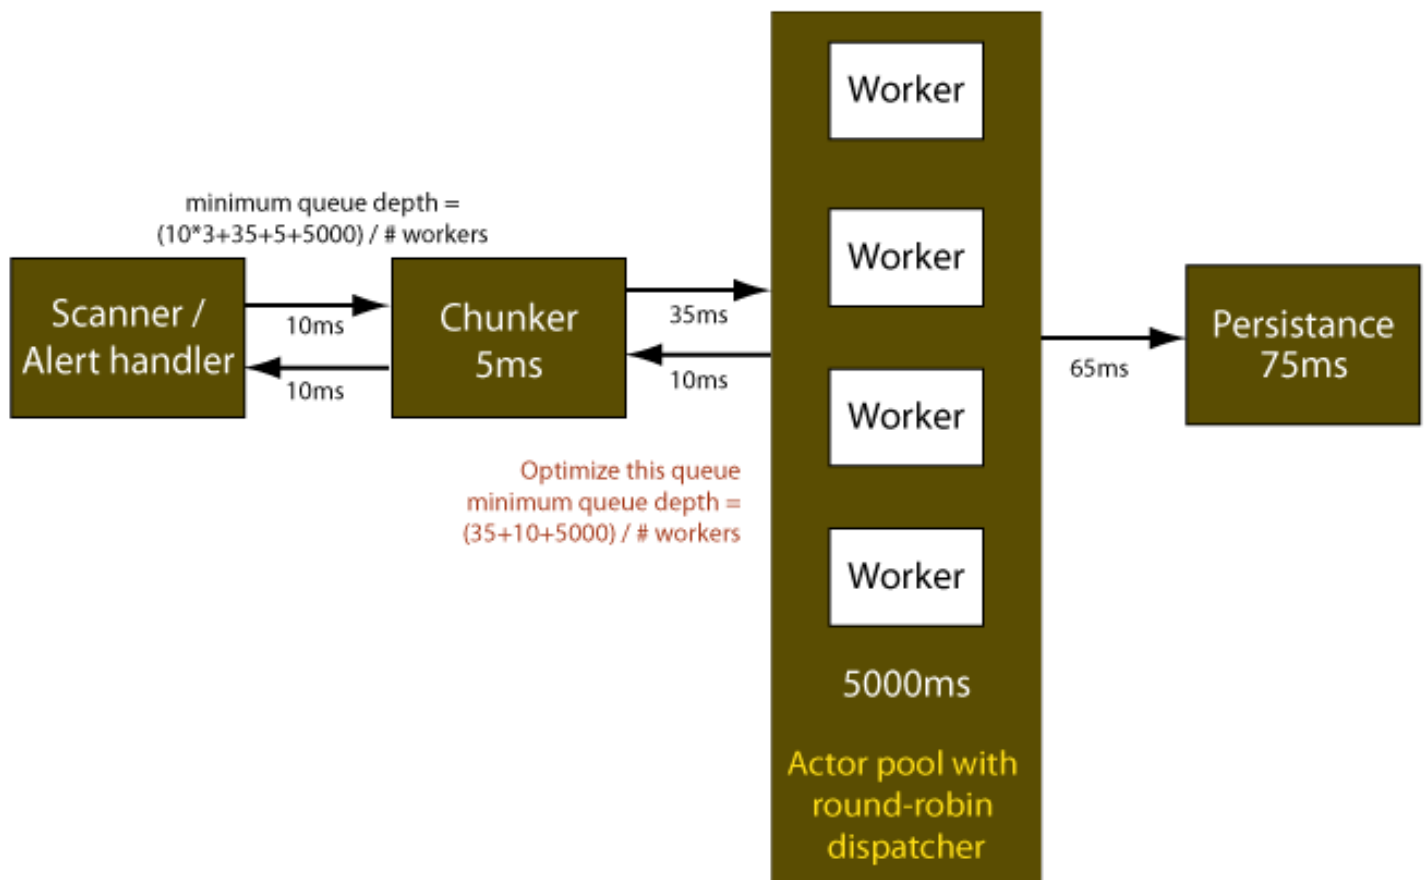 minimum queue depth =
(10*3+35+5+5000) / # workers
Scanner /
Alert handler
10ms
10ms
Chunker
5ms
35ms
10ms
Optimize this queue
minimum queue depth =
(35+10+5000) / # workers
Worker
Worker
Worker
Worker
5000ms
Actor pool with
round-robin
dispatcher
65ms
Persistance
75ms